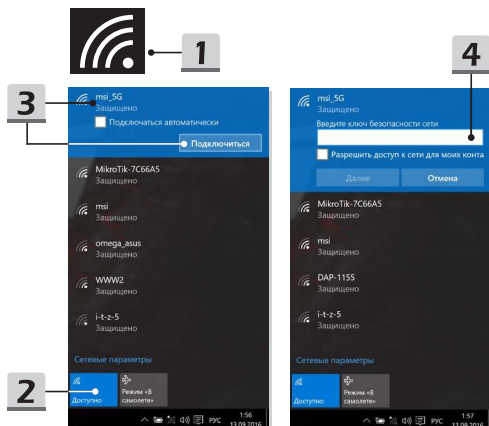 1
3
msi_5G
Защищено
Подключаться автоматически
Подключиться
MikroTik-7C66A5
Защищено
msi
Защищено
omega_asus
Защищено
WWW2
Защищено
i-t-z-5
Защищено
Сетевые параметры
2
Доступно
Режим «В
самолете»
РУС
1:56
13.09.2016
4
msi_5G
Защищено
Введите ключ безопасности сети
Разрешить доступ к сети для моих конта
Далее
Отмена
MikroTik-7C66A5
Защищено
msi
Защищено
DAP-1155
Защищено
i-t-z-5
Защищено
Сетевые параметры
Доступно
Режим «В
самолете»
РУС
1:57
13.09.2016